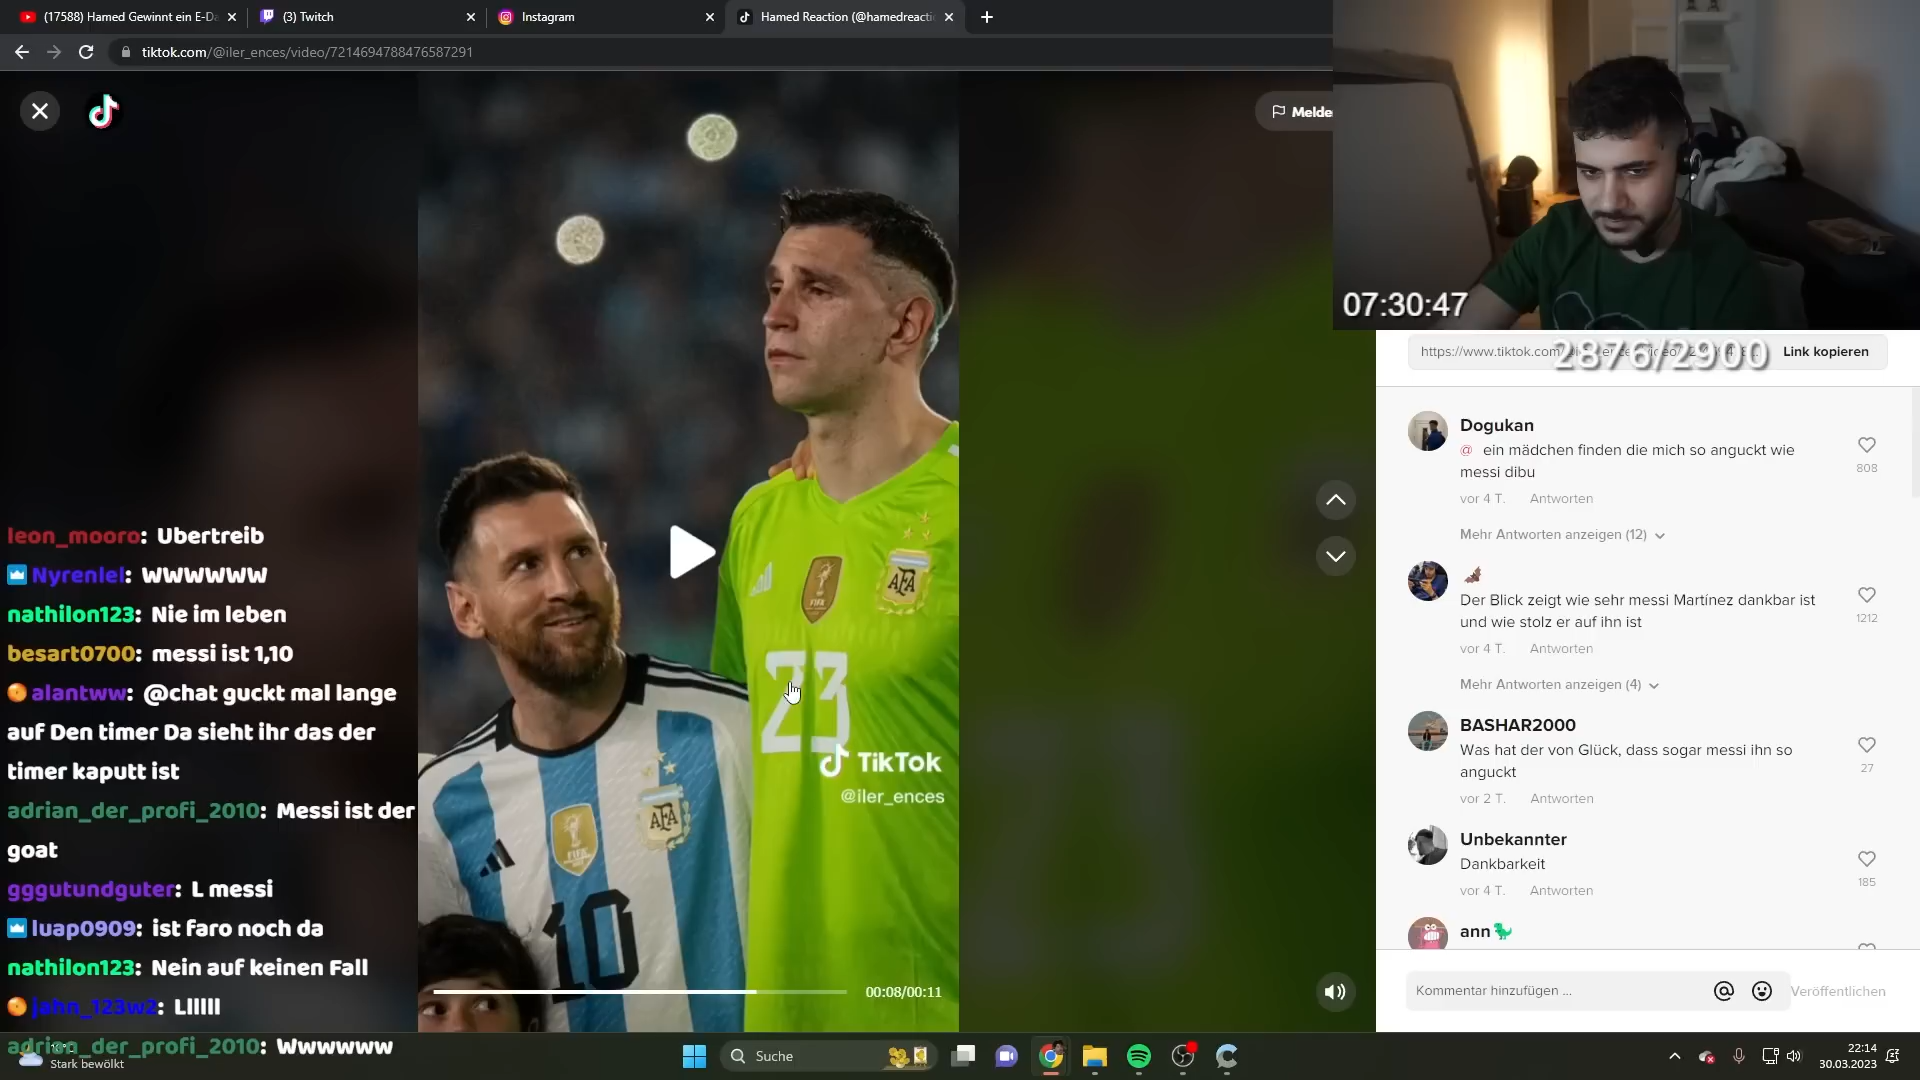 (17588) Hamed Gewinnt ein E-Da
(3) Twitch
Instagram
Hamed Reaction (@hamedreacti
tiktok.com/@iler_ences/video/7214694788476587291
Melde
07:30:47
2876/2900
https://www.tiktok.com
Link kopieren
Dogukan
@ ein mädchen finden die mich so anguckt wie
messi dibu
808
vor 4 T. Antworten
Mehr Antworten anzeigen (12)
🦇
Der Blick zeigt wie sehr messi Martínez dankbar ist
und wie stolz er auf ihn ist
1212
vor 4 T. Antworten
Mehr Antworten anzeigen (4)
BASHAR2000
Was hat der von Glück, dass sogar messi ihn so
anguckt
27
vor 2 T. Antworten
Unbekannter
Dankbarkeit
185
vor 4 T. Antworten
ann🦖
Kommentar hinzufügen ...
Veröffentlichen
leon_mooro: Ubertreib
Nyrenlel: WWWWWW
nathilon123: Nie im leben
besart0700: messi ist 1,10
alantww: @chat guckt mal lange
auf Den timer Da sieht ihr das der
timer kaputt ist
adrian_der_profi_2010: Messi ist der
goat
gggutundguter: L messi
luap0909: ist faro noch da
nathilon123: Nein auf keinen Fall
jahn_123w2: Llllll
adrian_der_profi_2010: Wwwwwww
AFA
FIFA
23
AFA
FIFA
10
TikTok
@iler_ences
00:08/00:11
Stark bewölkt
Suche
22:14
30.03.2023